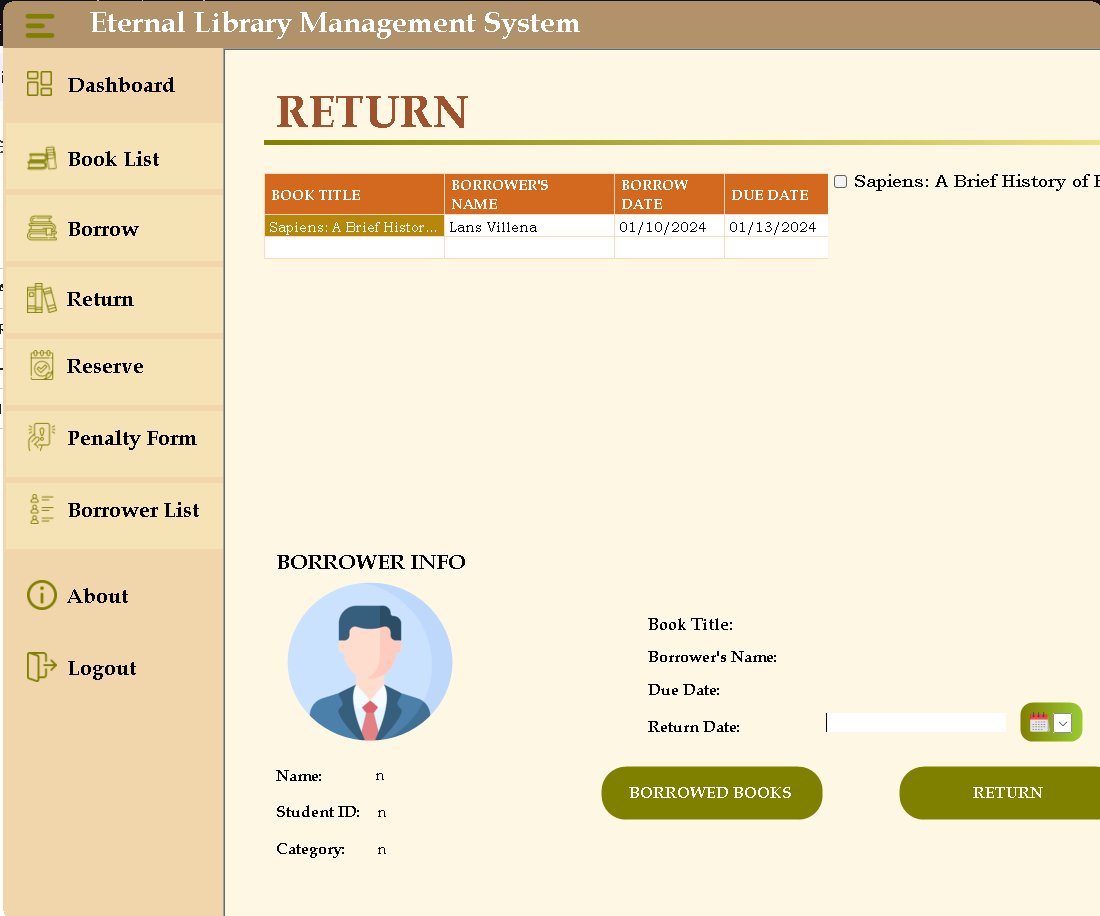 Eternal Library Management System
Dashboard
Book List
Borrow
Return
Reserve
Penalty Form
Borrower List
About
Logout
RETURN
BOOK TITLE BORROWER'S NAME BORROW DATE DUE DATE
Sapiens: A Brief Histor... Lans Villena 01/10/2024 01/13/2024
Sapiens: A Brief History of
BORROWER INFO
Book Title:
Borrower's Name:
Due Date:
Return Date:
Name: n
Student ID: n
Category: n
BORROWED BOOKS
RETURN